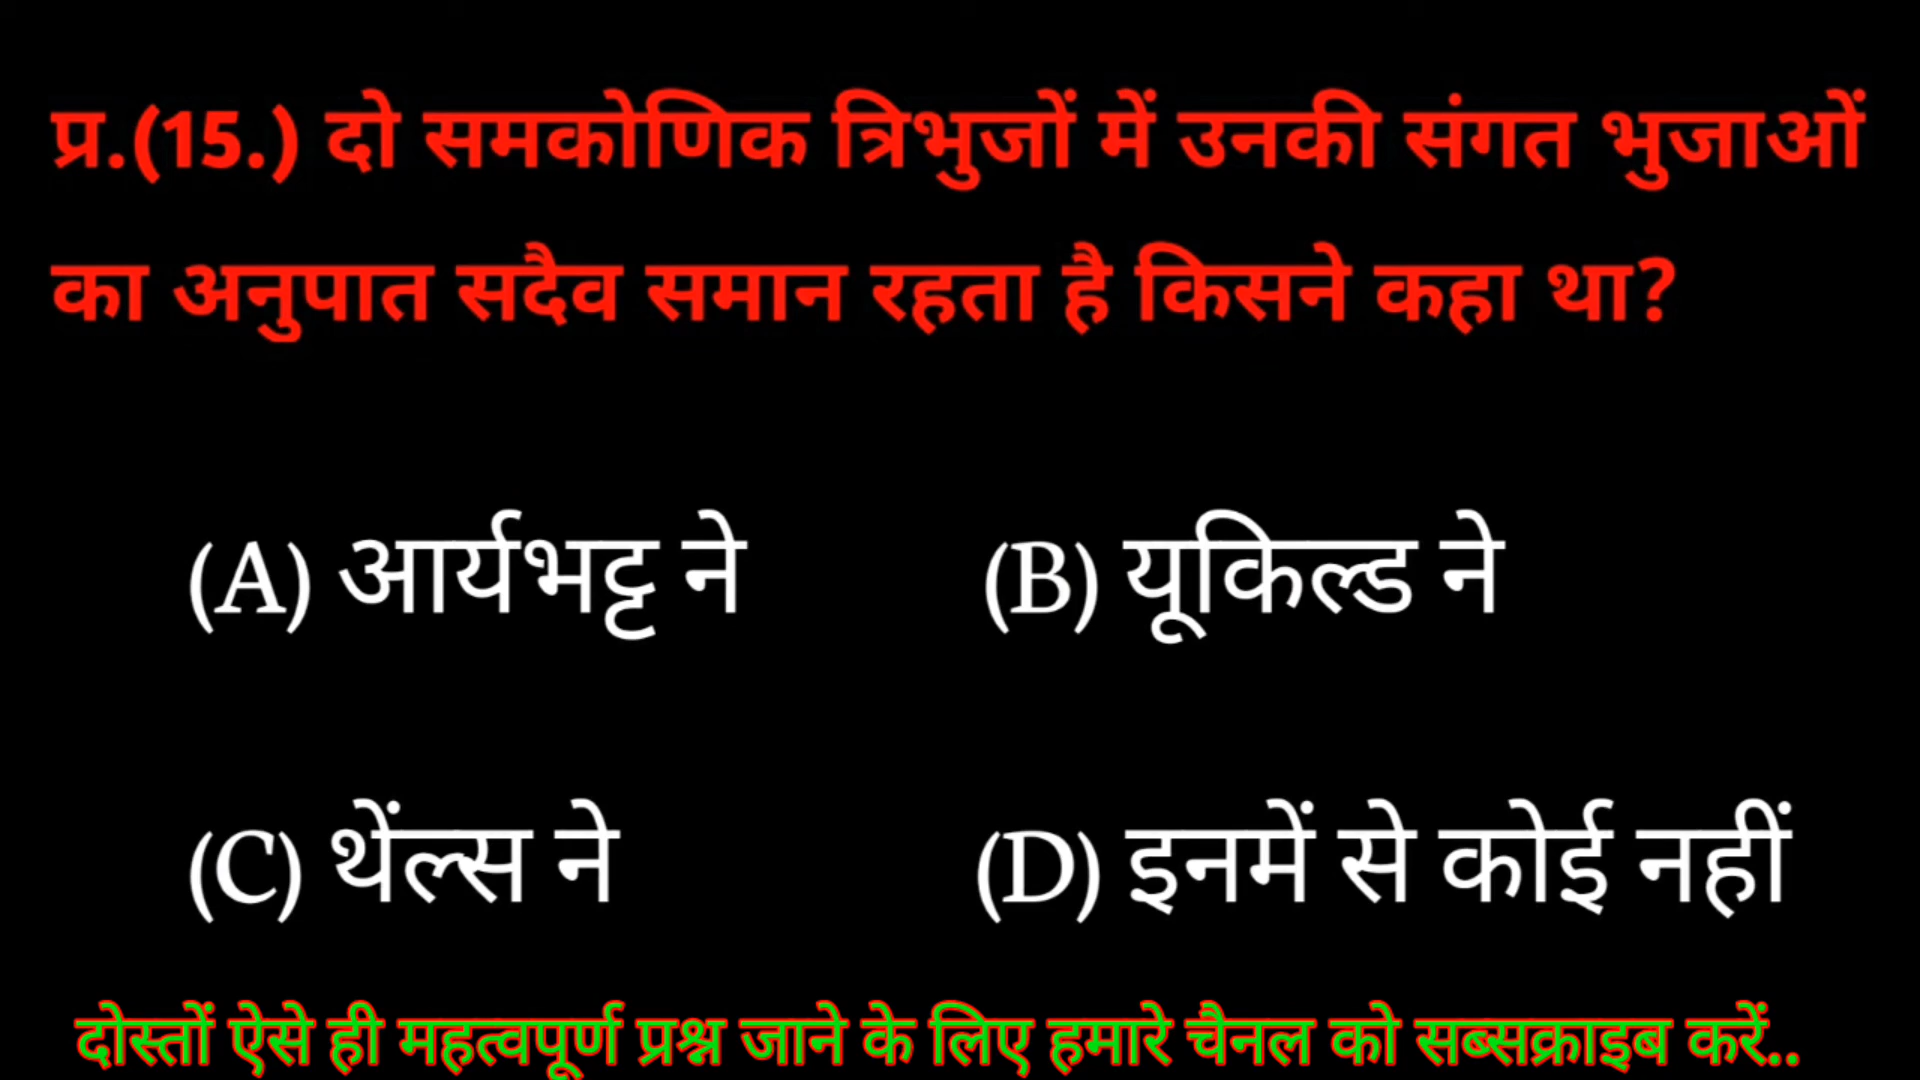 प्र.(15.) दो समकोणिक त्रिभुजों में उनकी संगत भुजाओं
का अनुपात सदैव समान रहता है किसने कहा था?
(A) आर्यभट्ट ने (B) यूकिल्ड ने
(C) थेंल्स ने (D) इनमें से कोई नहीं
दोस्तों ऐसे ही महत्वपूर्ण प्रश्न जाने के लिए हमारे चैनल को सब्सक्राइब करें..